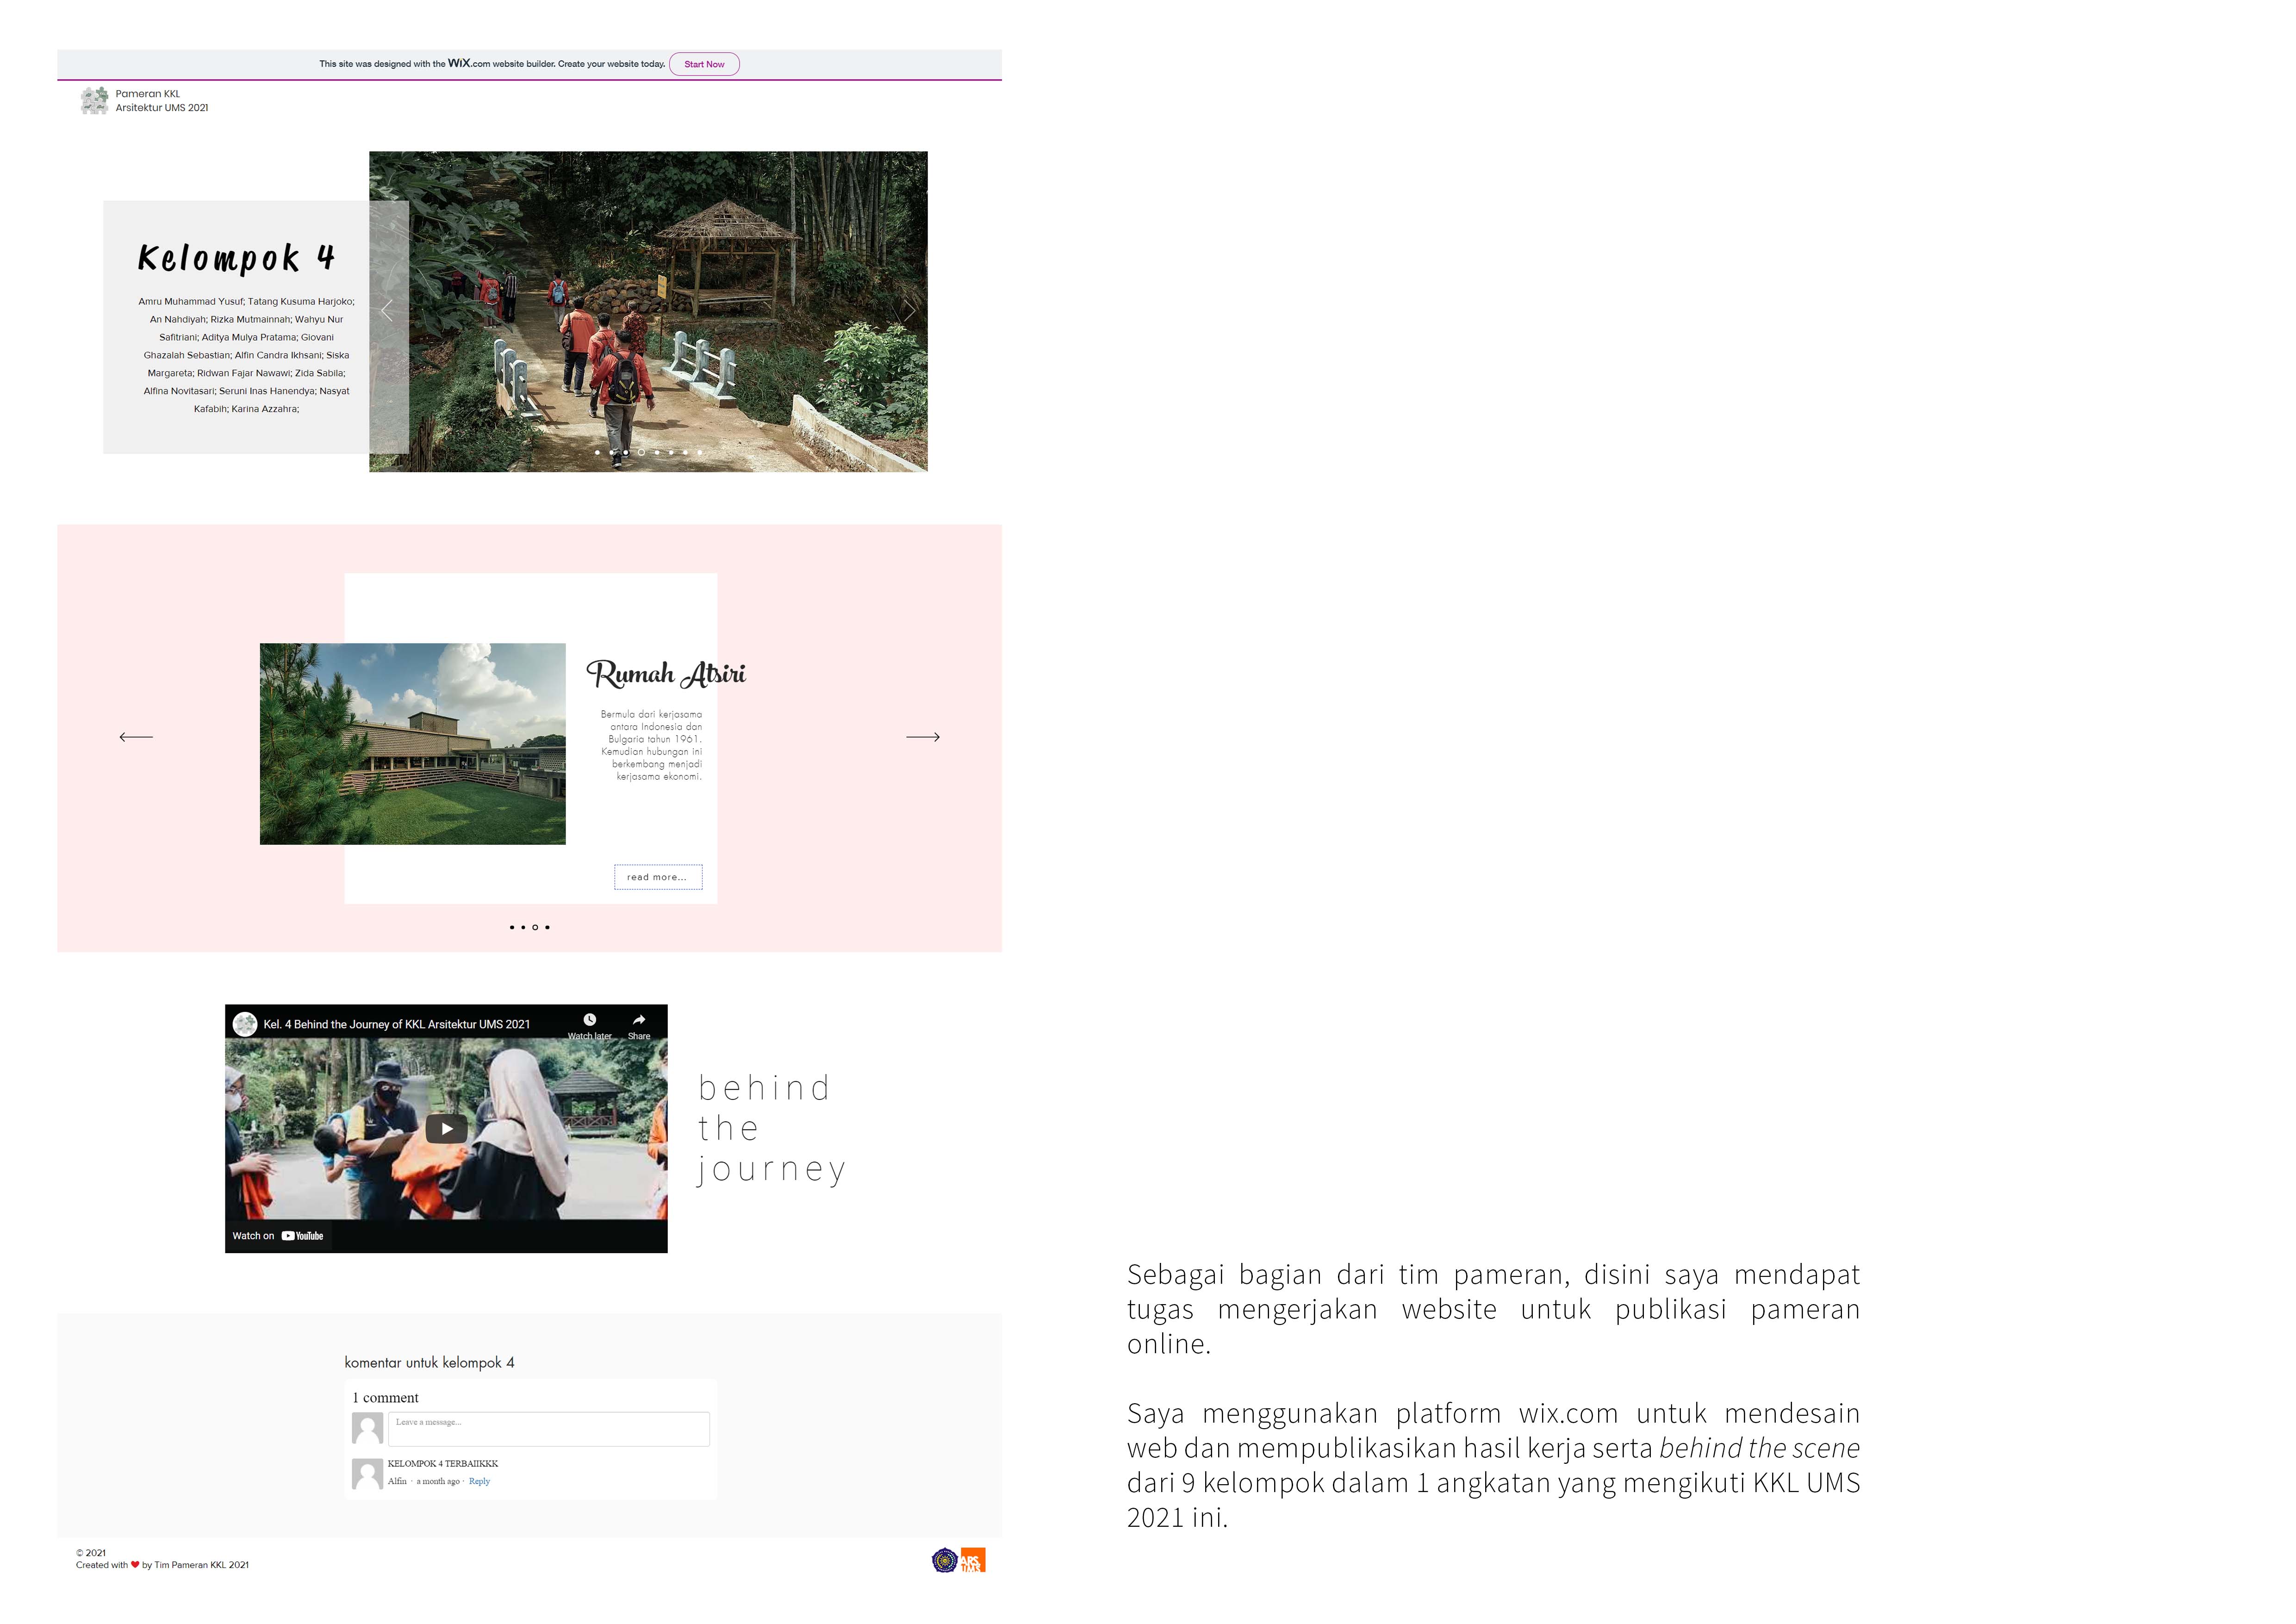 This site was designed with the WiX.com website builder. Create your website today. Start Now
Pameran KKL
Arsitektur UMS 2021
Kelompok 4
Amru Muhammad Yusuf; Tatang Kusuma Harjoko;
An Nahdiyah; Rizka Mutmainnah; Wahyu Nur
Safitriani; Aditya Mulya Pratama; Giovani
Ghazalah Sebastian; Alfin Candra Ikhsani; Siska
Margareta; Ridwan Fajar Nawawi; Zida Sabila;
Alfina Novitasari; Seruni Inas Hanendya; Nasyat
Kafabih; Karina Azzahra;
Rumah Atsiri
Bermula dari kerjasama
antara Indonesia dan
Bulgaria tahun 1961.
Kemudian hubungan ini
berkembang menjadi
kerjasama ekonomi.
read more...
Kel. 4 Behind the Journey of KKL Arsitektur UMS 2021
Watch later
Share
Watch on YouTube
behind
the
journey
komentar untuk kelompok 4
1 comment
Leave a message...
KELOMPOK 4 TERBAIIKKK
Alfin · a month ago · Reply
© 2021
Created with ❤ by Tim Pameran KKL 2021
ARS.
UMS
Sebagai bagian dari tim pameran, disini saya mendapat
tugas mengerjakan website untuk publikasi pameran
online.
Saya menggunakan platform wix.com untuk mendesain
web dan mempublikasikan hasil kerja serta behind the scene
dari 9 kelompok dalam 1 angkatan yang mengikuti KKL UMS
2021 ini.